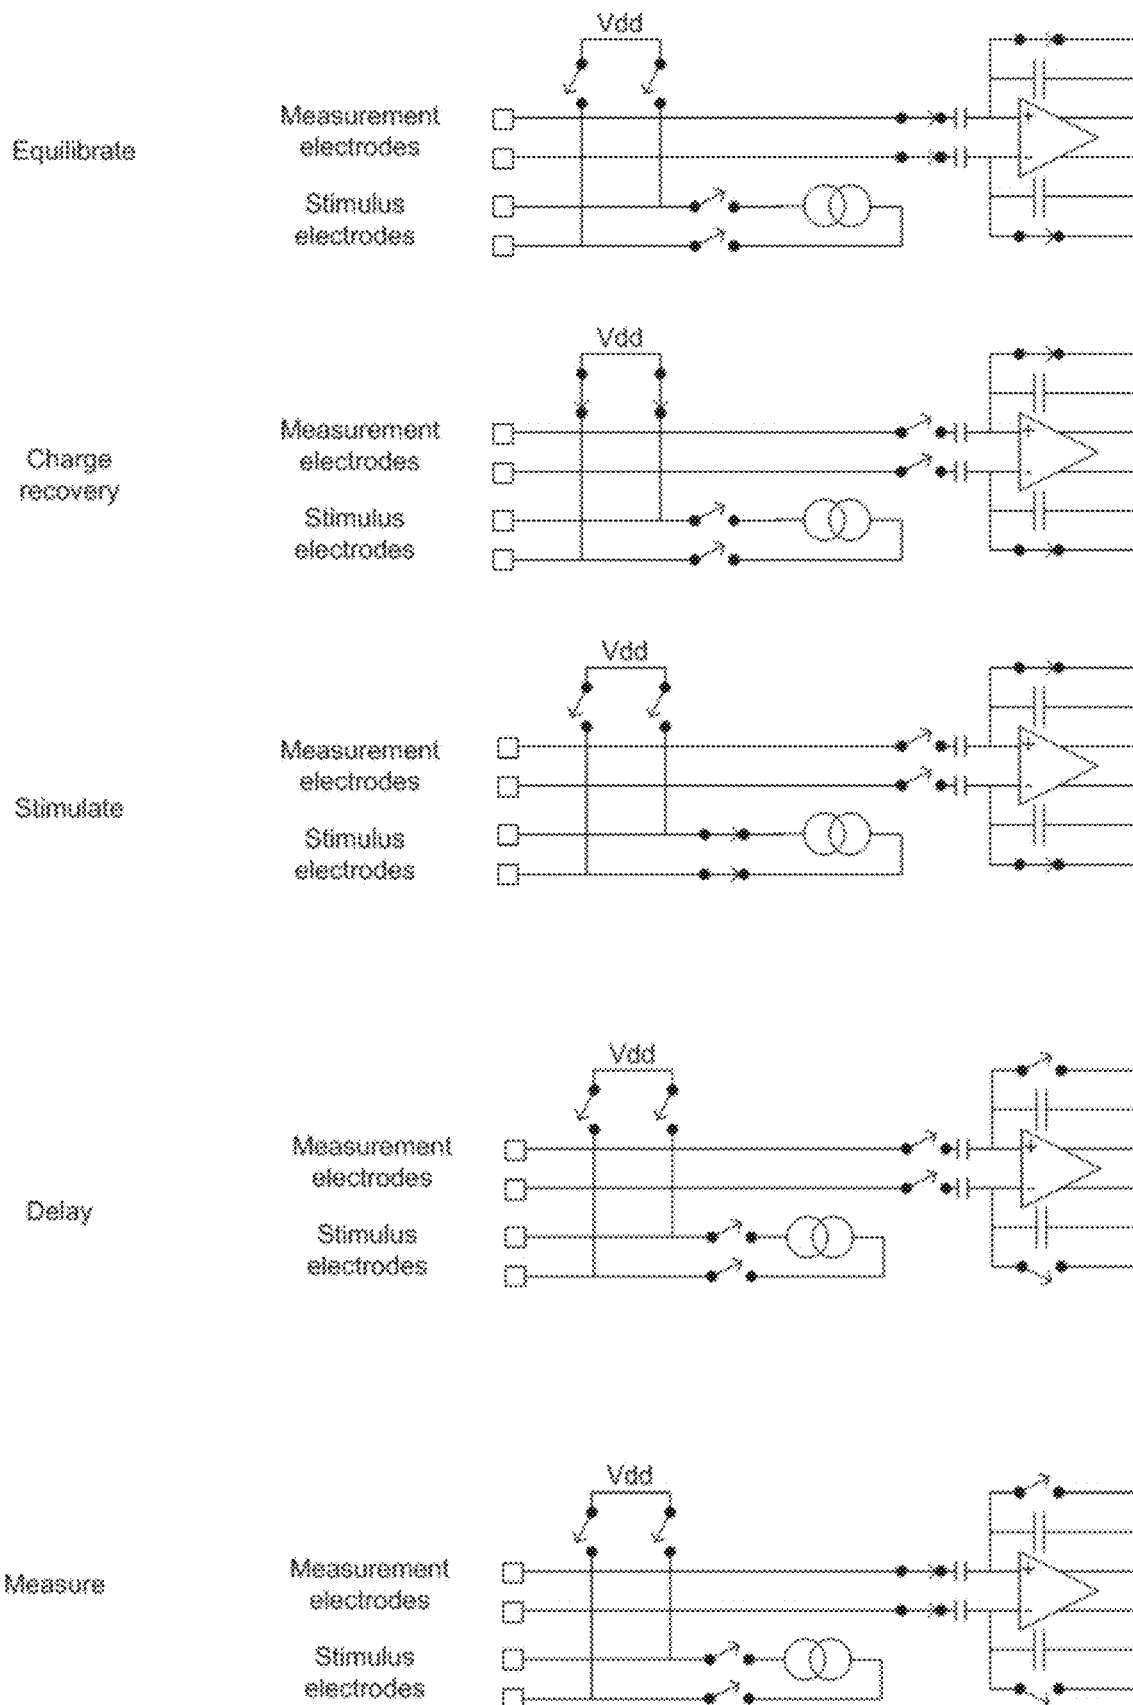 Vdd
Equilibrate
Measurement
electrodes
+
-
Stimulus
electrodes
Vdd
Charge
recovery
Measurement
electrodes
+
-
Stimulus
electrodes
Vdd
Stimulate
Measurement
electrodes
+
-
Stimulus
electrodes
Vdd
Delay
Measurement
electrodes
+
-
Stimulus
electrodes
Vdd
Measure
Measurement
electrodes
+
-
Stimulus
electrodes